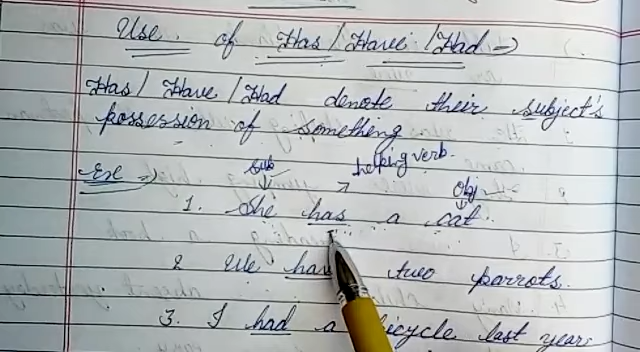 Use of Has / Have / Had ⇒
Has / Have / Had denote their subject's
possession of something
Ex ⇒ sub helping verb. obj
1. She has a cat.
2 We have two parrots.
3. I had a bicycle last year.